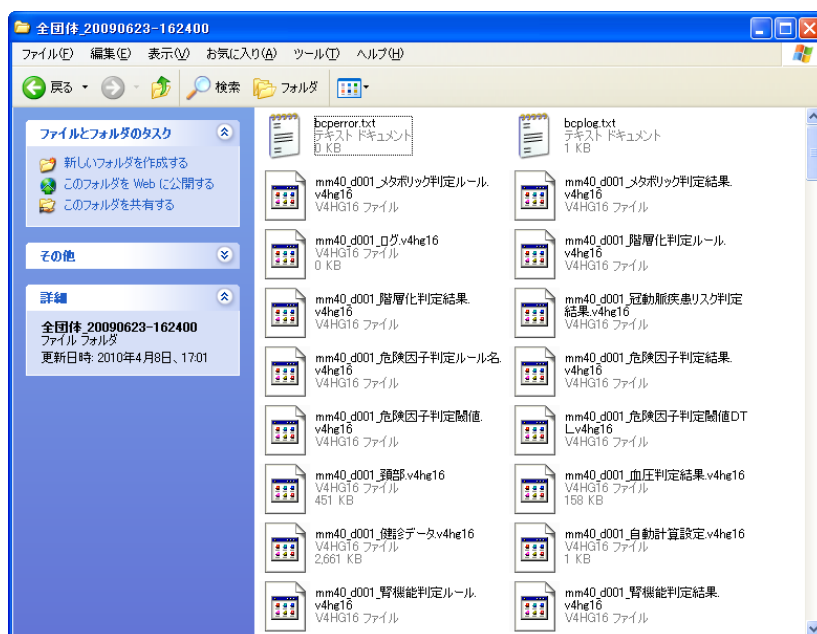 全団体_20090623-162400
ファイル(F) 編集(E) 表示(V) お気に入り(A) ツール(T) ヘルプ(H)
戻る 検索 フォルダ
ファイルとフォルダのタスク
新しいフォルダを作成する
このフォルダを Web に公開する
このフォルダを共有する
その他
詳細
全団体_20090623-162400
ファイル フォルダ
更新日時: 2010年4月8日、17:01
bcperror.txt
テキスト ドキュメント
0 KB
bcplog.txt
テキスト ドキュメント
1 KB
mm40_d001_メタボリック判定ルール.
v4hg16
V4HG16 ファイル
mm40_d001_メタボリック判定結果.
v4hg16
V4HG16 ファイル
mm40_d001_ログ.v4hg16
V4HG16 ファイル
0 KB
mm40_d001_階層化判定ルール.
v4hg16
V4HG16 ファイル
mm40_d001_階層化判定結果.
v4hg16
V4HG16 ファイル
mm40_d001_冠動脈疾患リスク判定
結果.v4hg16
V4HG16 ファイル
mm40_d001_危険因子判定ルール名.
v4hg16
V4HG16 ファイル
mm40_d001_危険因子判定結果.
v4hg16
V4HG16 ファイル
mm40_d001_危険因子判定閾値.
v4hg16
V4HG16 ファイル
mm40_d001_危険因子判定閾値DT
L.v4hg16
V4HG16 ファイル
mm40_d001_頚部.v4hg16
V4HG16 ファイル
451 KB
mm40_d001_血圧判定結果.v4hg16
V4HG16 ファイル
158 KB
mm40_d001_健診データ.v4hg16
V4HG16 ファイル
2,661 KB
mm40_d001_自動計算設定.v4hg16
V4HG16 ファイル
1 KB
mm40_d001_腎機能判定ルール.
v4hg16
V4HG16 ファイル
mm40_d001_腎機能判定結果.
v4hg16
V4HG16 ファイル